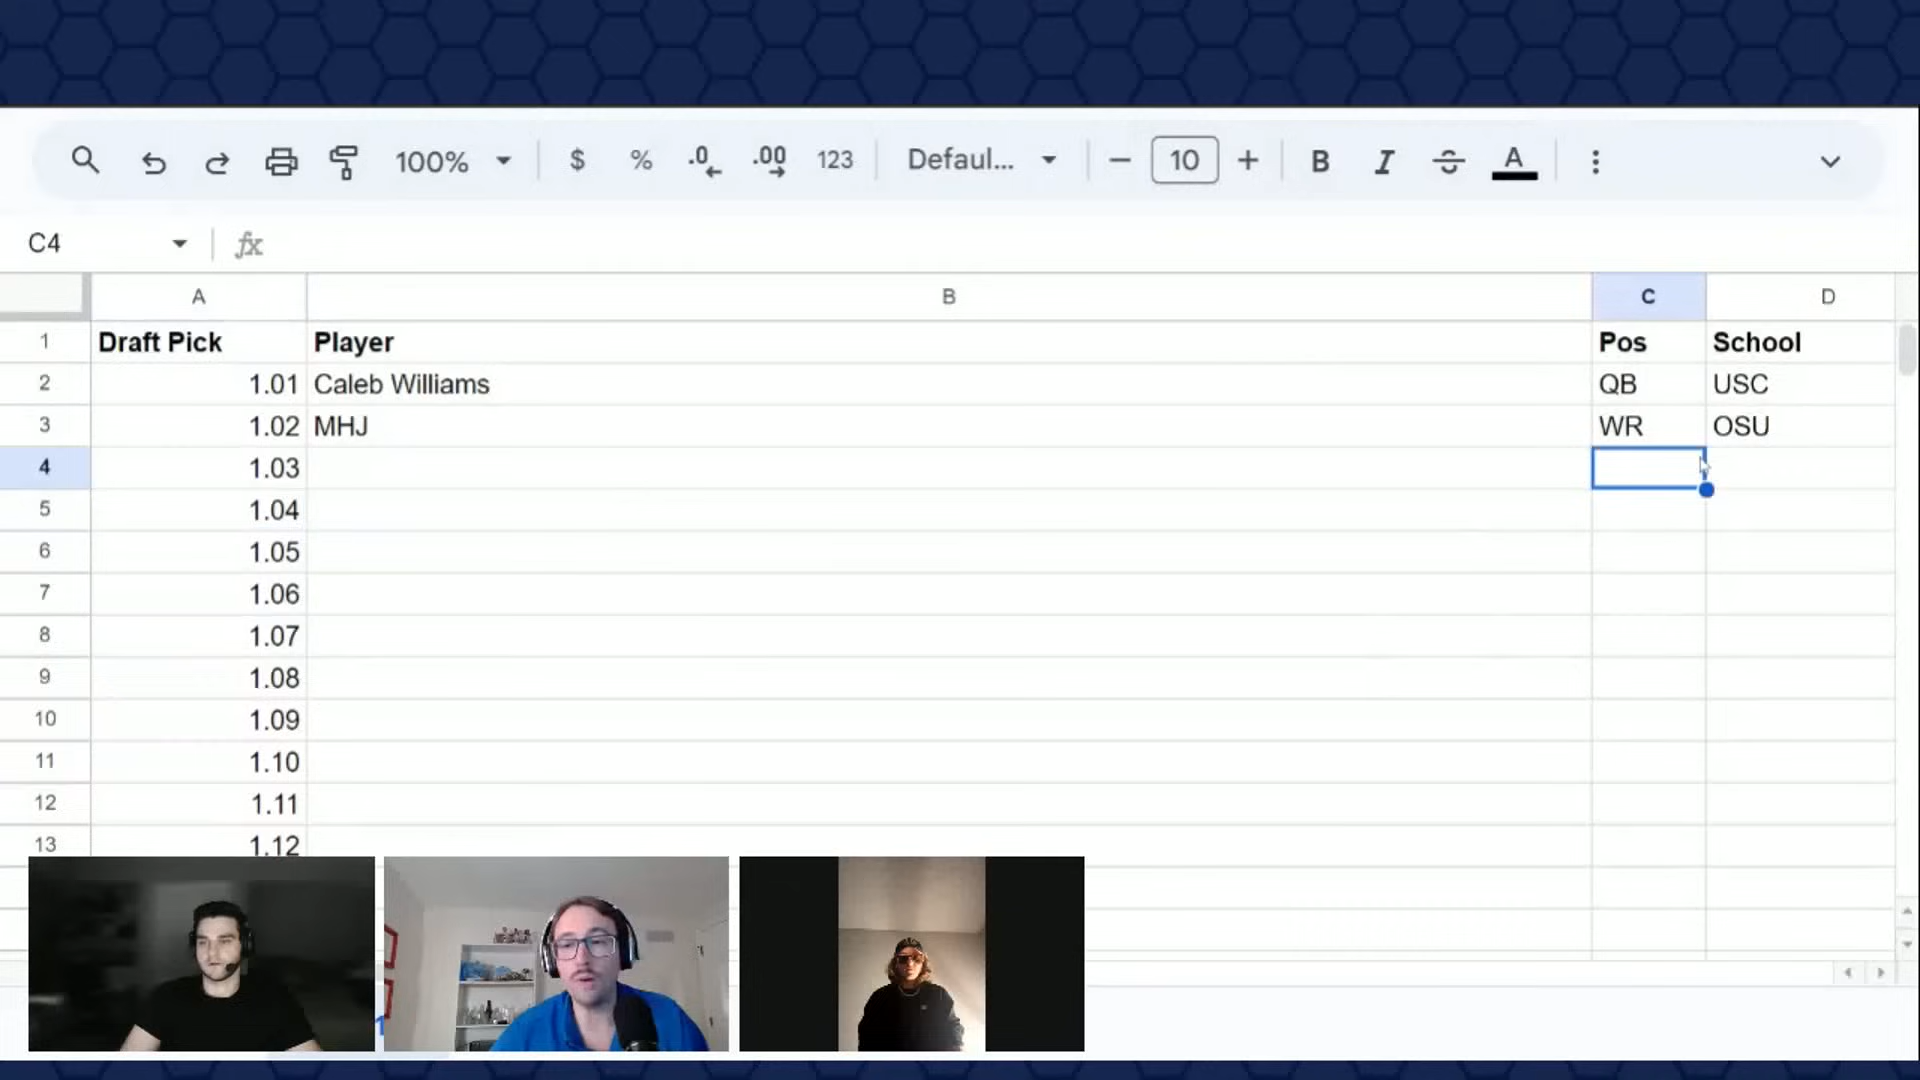 100% $ % .0 .00 123 Defaul... 10 B I S A
C4 fx
A B C D
1 Draft Pick Player Pos School
2 1.01 Caleb Williams QB USC
3 1.02 MHJ WR OSU
4 1.03
5 1.04
6 1.05
7 1.06
8 1.07
9 1.08
10 1.09
11 1.10
12 1.11
13 1.12